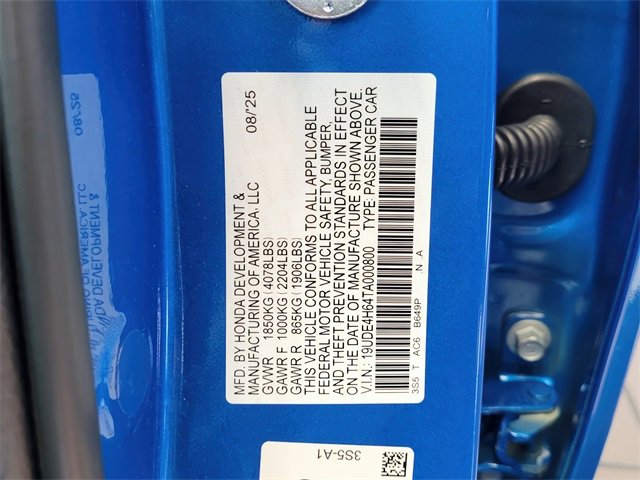 MFD. BY HONDA DEVELOPMENT &
MANUFACTURING OF AMERICA, LLC 08/'25
GVWR 1850KG(4078LBS)
GAWR F 1000KG(2204LBS)
GAWR R 865KG(1906LBS)
THIS VEHICLE CONFORMS TO ALL APPLICABLE
FEDERAL MOTOR VEHICLE SAFETY, BUMPER,
AND THEFT PREVENTION STANDARDS IN EFFECT
ON THE DATE OF MANUFACTURE SHOWN ABOVE.
V.I.N.: 19UDE4H64TA000800 TYPE: PASSENGER CAR
3S5 T AC6 B649P N A
3S5-A1
08/'25